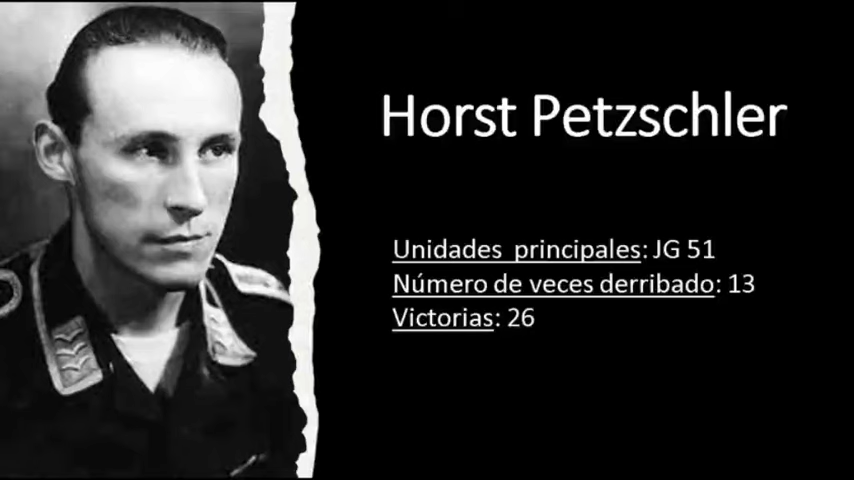 Horst Petzschler
Unidades principales: JG 51
Número de veces derribado: 13
Victorias: 26